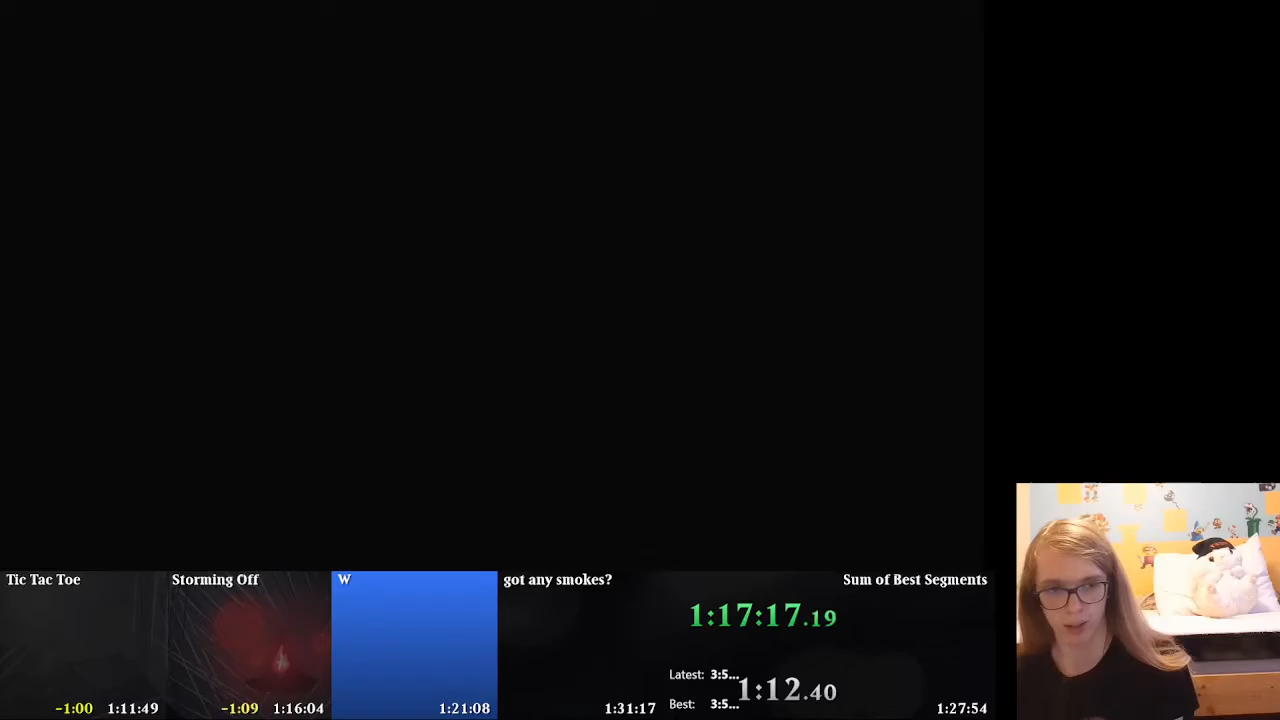 Tic Tac Toe
-1:00 1:11:49
Storming Off
-1:09 1:16:04
W
1:21:08
got any smokes?
1:31:17
1:17:17.19
Latest: 3:5...
Best: 3:5...
1:12.40
Sum of Best Segments
1:27:54